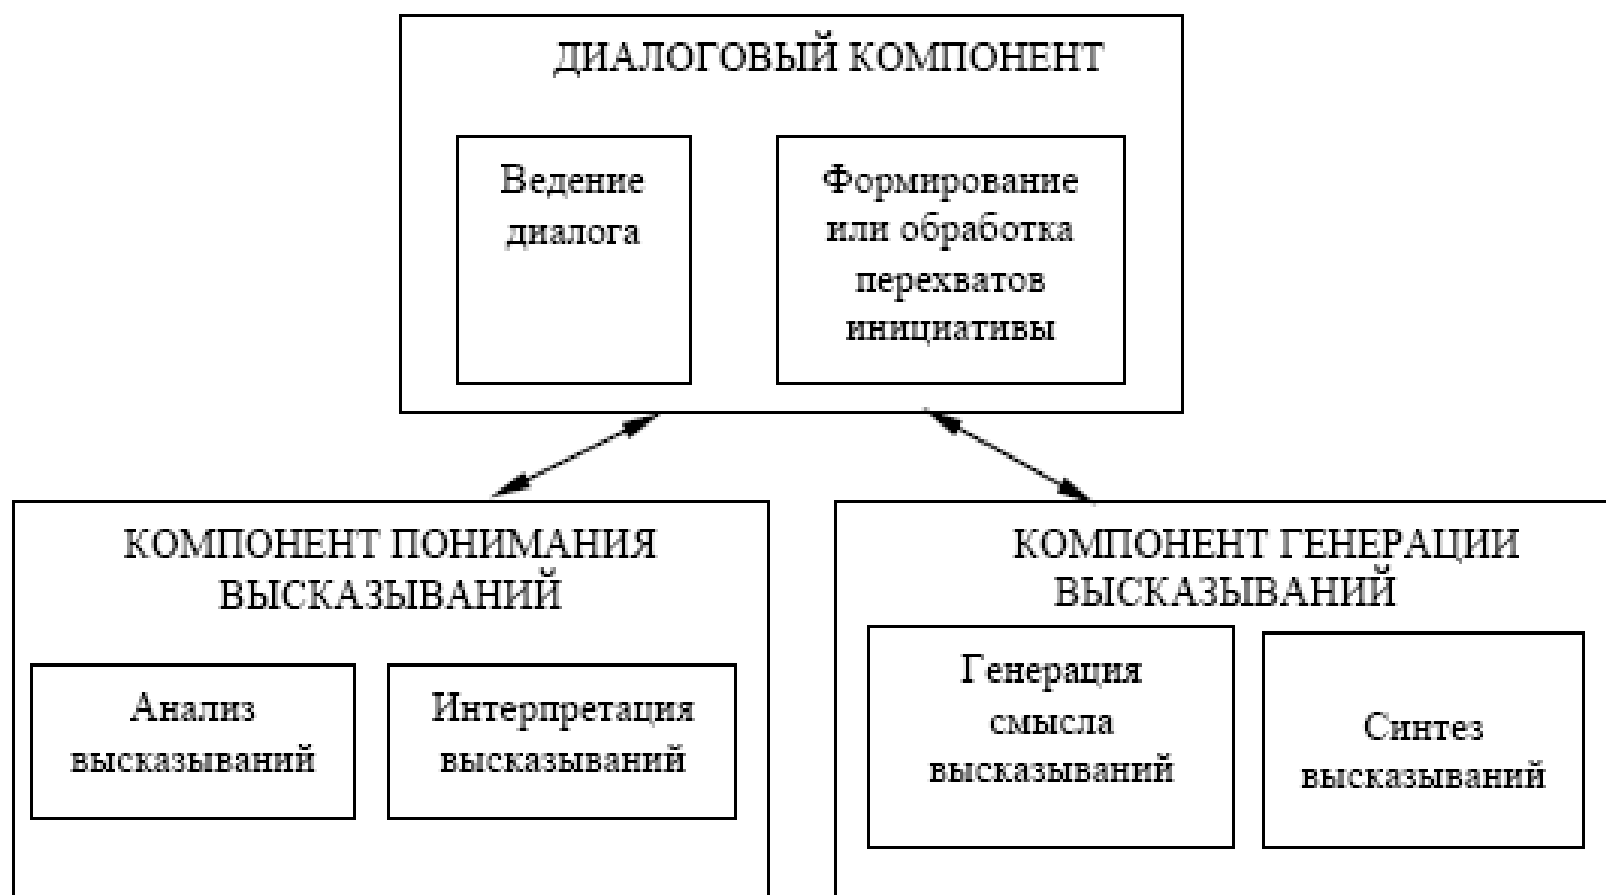 ДИАЛОГОВЫЙ КОМПОНЕНТ
Ведение
диалога
Формирование
или обработка
перехватов
инициативы
КОМПОНЕНТ ПОНИМАНИЯ
ВЫСКАЗЫВАНИЙ
Анализ
высказываний
Интерпретация
высказываний
КОМПОНЕНТ ГЕНЕРАЦИИ
ВЫСКАЗЫВАНИЙ
Генерация
смысла
высказываний
Синтез
высказываний